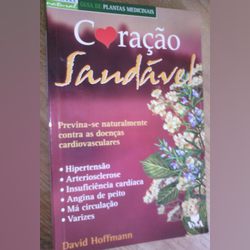 natural
GUIA DE PLANTAS MEDICINAIS
Coração
Saudável
Previna-se naturalmente
contra as doenças
cardiovasculares
• Hipertensão
• Arteriosclerose
• Insuficiência cardíaca
• Angina de peito
• Má circulação
• Varizes
David Hoffmann